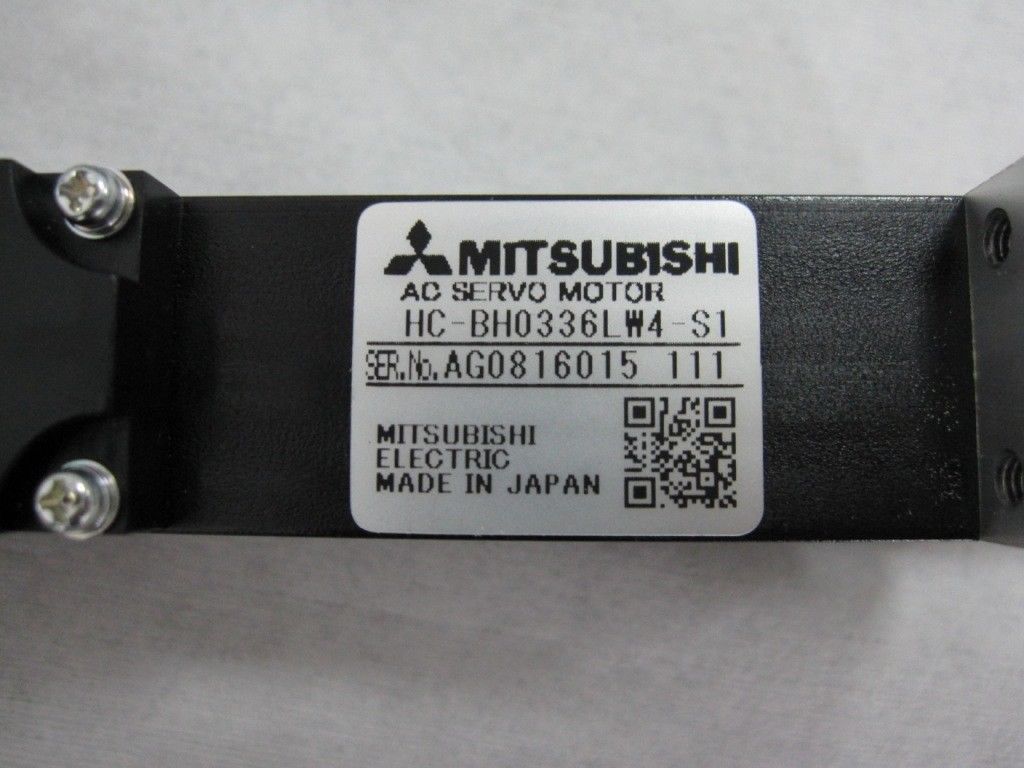 MITSUBISHI
AC SERVO MOTOR
HC-BH0336LW4-S1
SER.No.AG0816015 111
MITSUBISHI
ELECTRIC
MADE IN JAPAN